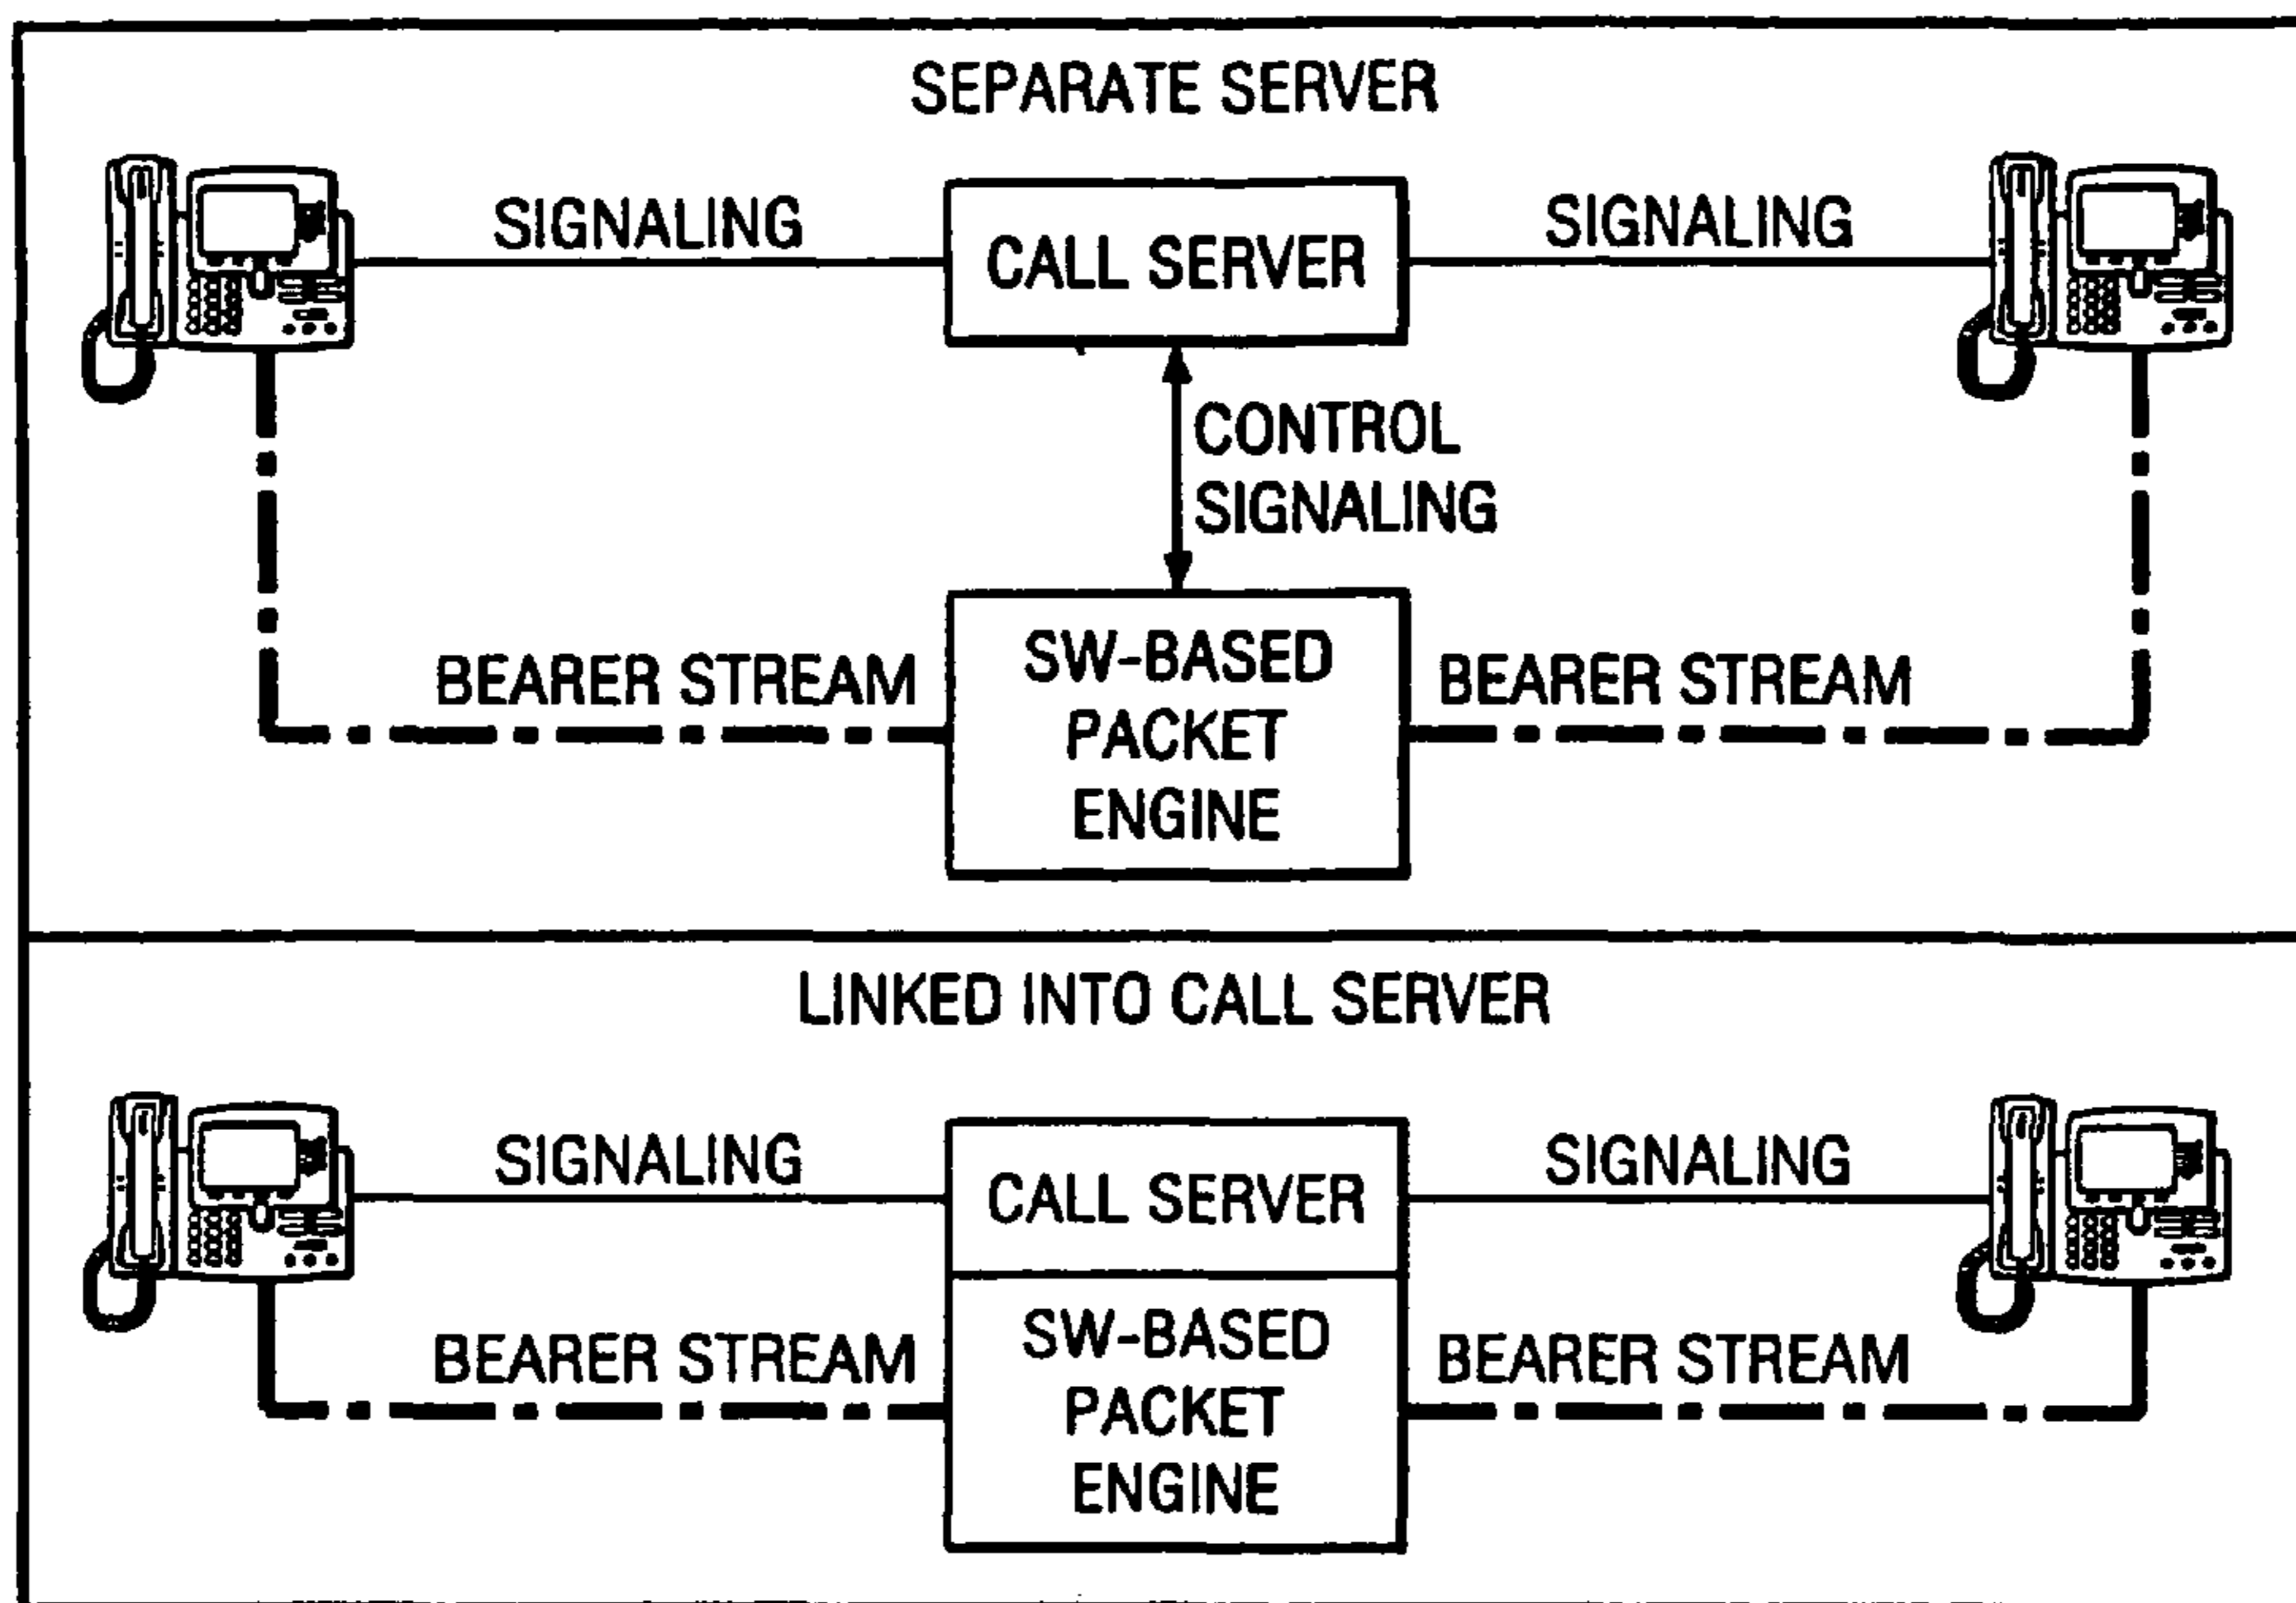 SEPARATE SERVER
SIGNALING
CALL SERVER
SIGNALING
CONTROL
SIGNALING
BEARER STREAM
SW-BASED
PACKET
ENGINE
BEARER STREAM
LINKED INTO CALL SERVER
SIGNALING
CALL SERVER
SIGNALING
BEARER STREAM
SW-BASED
PACKET
ENGINE
BEARER STREAM